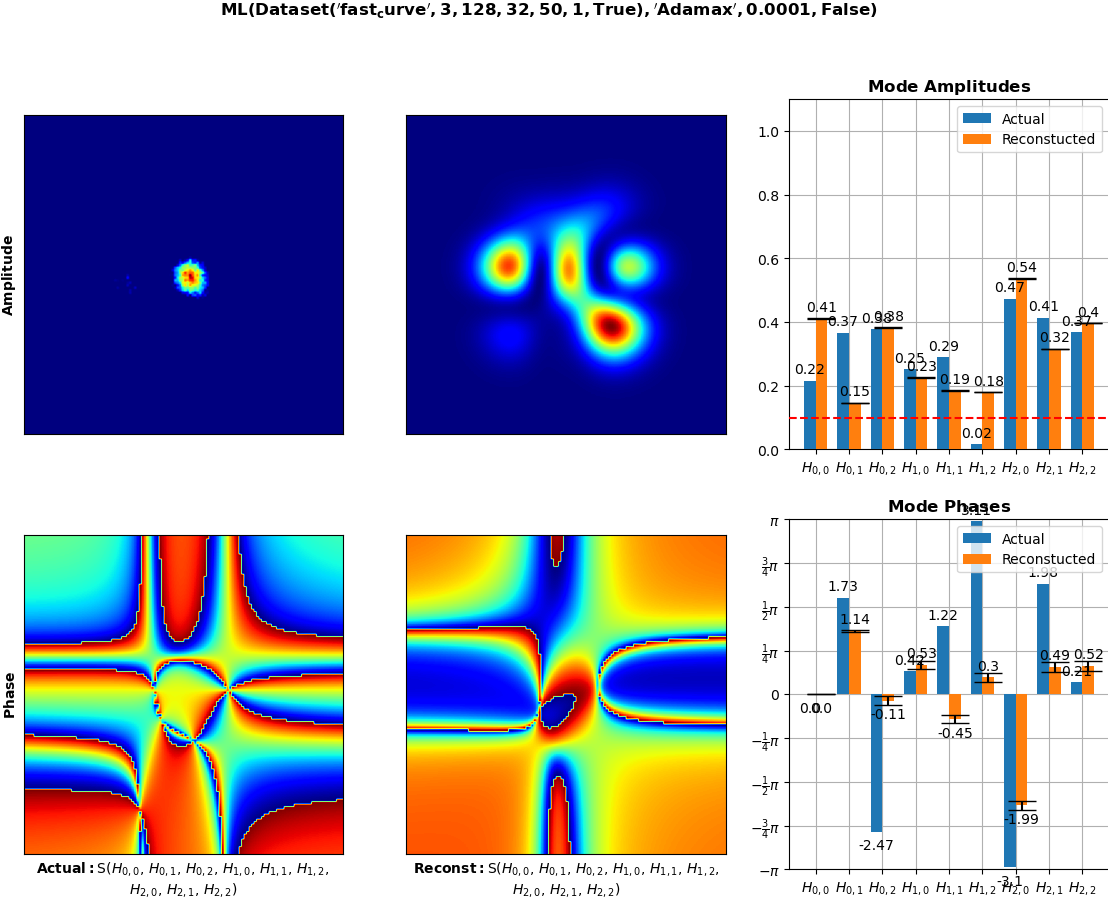 ML(Dataset('fast_curve', 3, 128, 32, 50, 1, True), 'Adamax', 0.0001, False)
Amplitude
Mode Amplitudes
Actual
Reconstucted
1.0
0.8
0.6
0.4
0.2
0.0
0.22 0.41 0.37 0.15 0.38 0.38 0.25 0.23 0.29 0.19 0.02 0.18 0.47 0.54 0.41 0.32 0.37 0.4
H0,0 H0,1 H0,2 H1,0 H1,1 H1,2 H2,0 H2,1 H2,2
Phase
Actual: S(H0,0, H0,1, H0,2, H1,0, H1,1, H1,2,
H2,0, H2,1, H2,2)
Reconst: S(H0,0, H0,1, H0,2, H1,0, H1,1, H1,2,
H2,0, H2,1, H2,2)
Mode Phases
Actual
Reconstucted
π
3/4π
1/2π
1/4π
0
−1/4π
−1/2π
−3/4π
−π
0.0 0.0 1.73 1.14 -2.47 -0.11 0.42 0.53 1.22 -0.45 3.11 0.3 -3.1 -1.99 1.98 0.49 0.21 0.52
H0,0 H0,1 H0,2 H1,0 H1,1 H1,2 H2,0 H2,1 H2,2